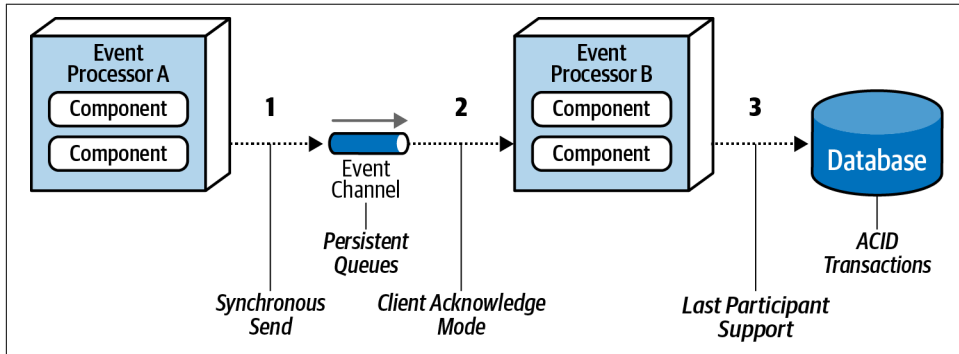 Event
Processor A
Component
Component
1
Event
Channel
Persistent
Queues
Synchronous
Send
2
Client Acknowledge
Mode
Event
Processor B
Component
Component
3
Last Participant
Support
Database
ACID
Transactions